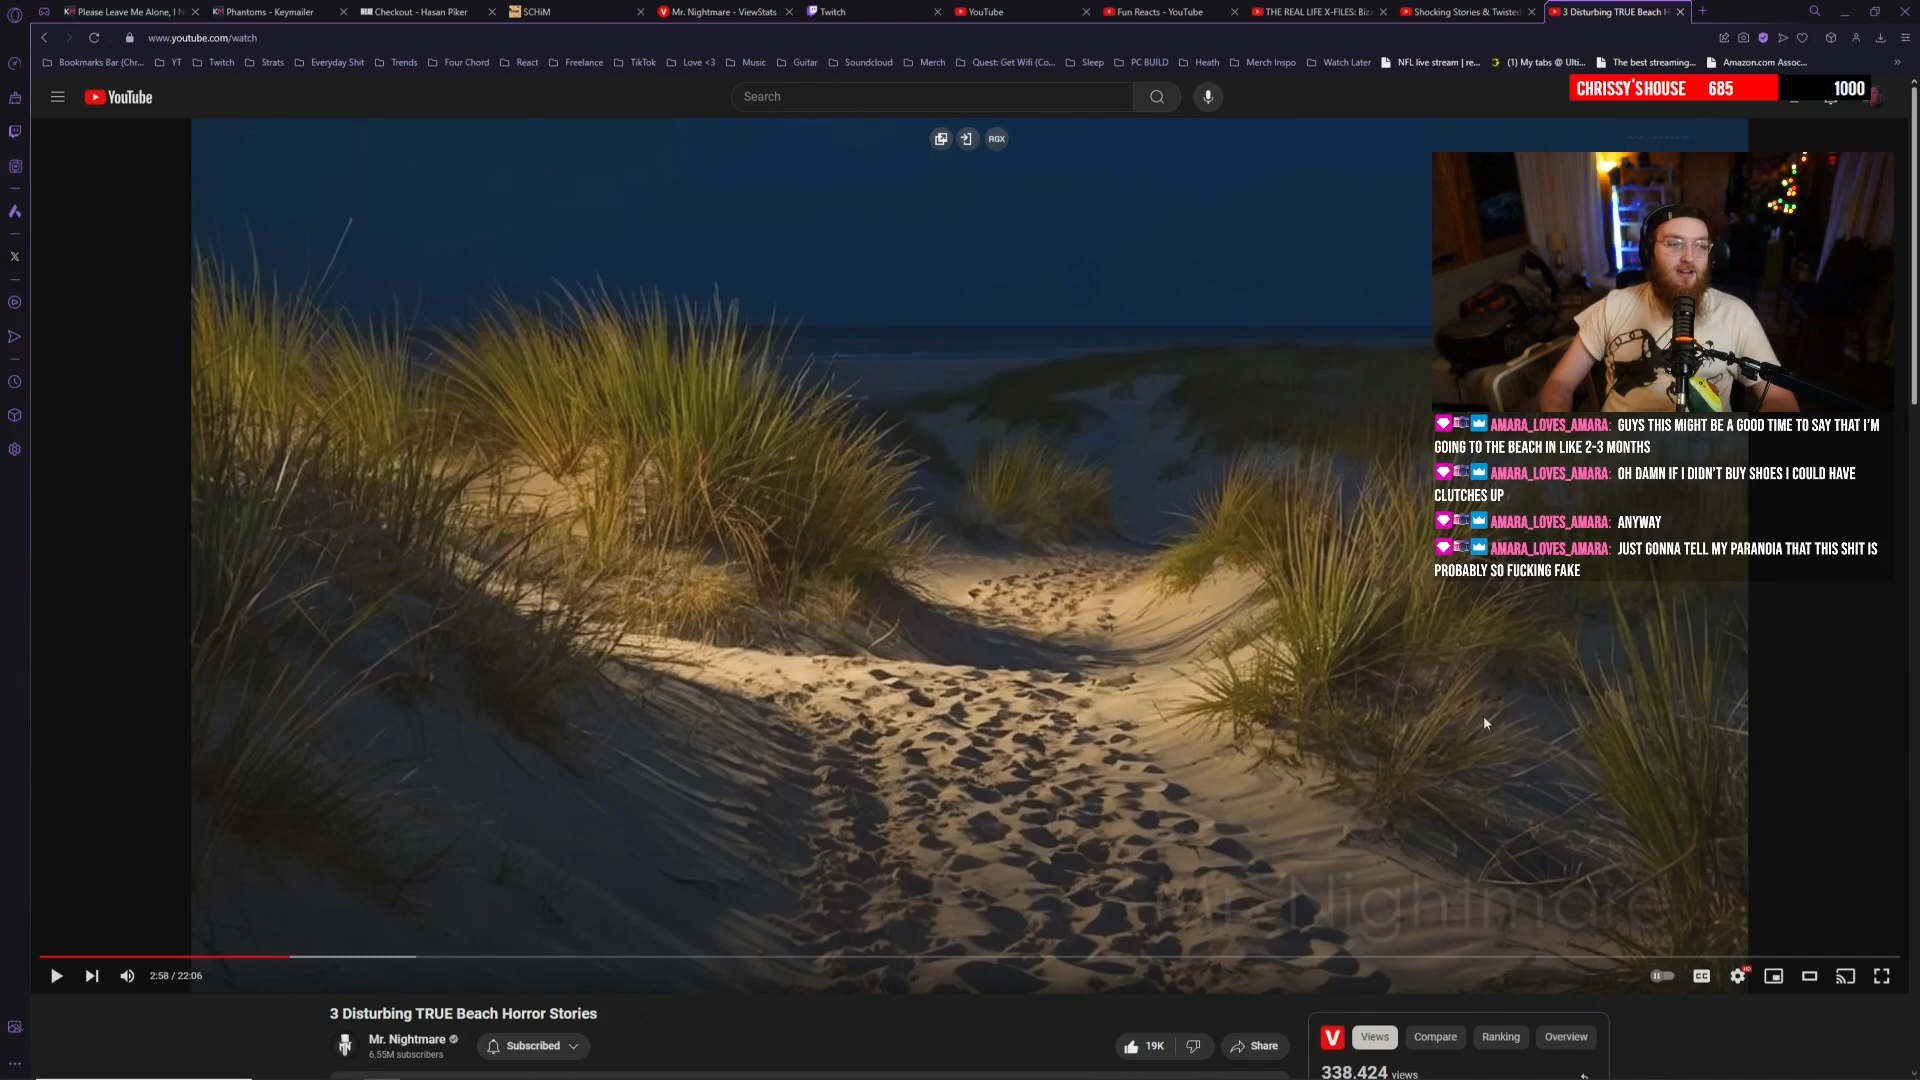 Please Leave Me Alone, I N
Phantoms - Keymailer
Checkout - Hasan Piker
SCHiM
Mr. Nightmare - ViewStats
Twitch
YouTube
Fun Reacts - YouTube
THE REAL LIFE X-FILES: Biza
Shocking Stories & Twisted
3 Disturbing TRUE Beach H
www.youtube.com/watch
Bookmarks Bar (Chr...
YT
Twitch
Strats
Everyday Shit
Trends
Four Chord
React
Freelance
TikTok
Love <3
Music
Guitar
Soundcloud
Merch
Quest: Get Wifi (Co...
Sleep
PC BUILD
Heath
Merch Inspo
Watch Later
NFL live stream | re...
(1) My tabs @ Ulti...
The best streaming...
Amazon.com Assoc...
YouTube
Search
CHRISSY'S HOUSE 685 1000
RGX
AMARA_LOVES_AMARA: GUYS THIS MIGHT BE A GOOD TIME TO SAY THAT I'M
GOING TO THE BEACH IN LIKE 2-3 MONTHS
AMARA_LOVES_AMARA: OH DAMN IF I DIDN'T BUY SHOES I COULD HAVE
CLUTCHES UP
AMARA_LOVES_AMARA: ANYWAY
AMARA_LOVES_AMARA: JUST GONNA TELL MY PARANOIA THAT THIS SHIT IS
PROBABLY SO FUCKING FAKE
Mr. Nightmare
2:58 / 22:06
CC
HD
3 Disturbing TRUE Beach Horror Stories
Mr. Nightmare
6.55M subscribers
Subscribed
19K
Share
Views
Compare
Ranking
Overview
338,424 views